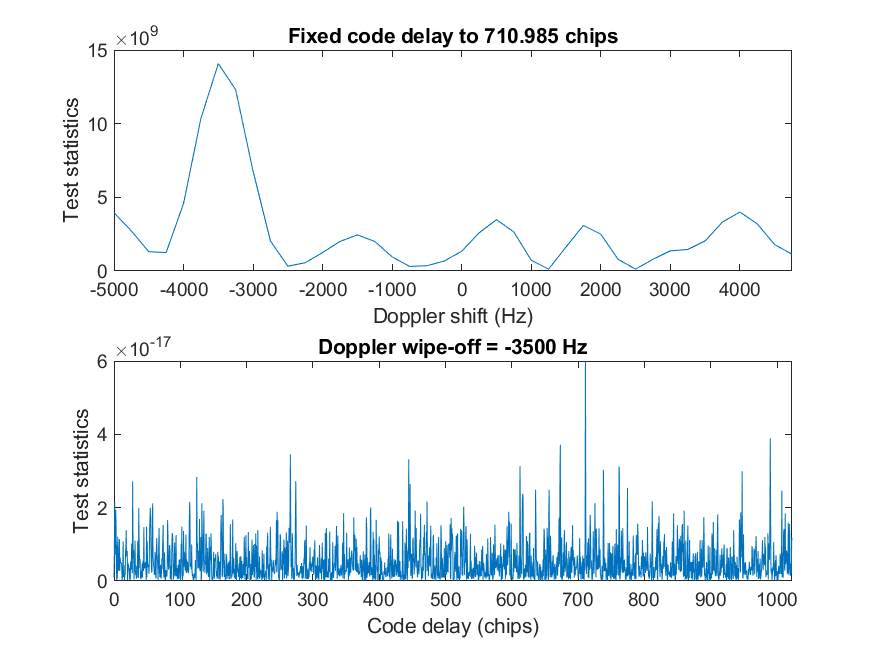 ×10^9
Fixed code delay to 710.985 chips
15
10
5
0
Test statistics
-5000 -4000 -3000 -2000 -1000 0 1000 2000 3000 4000
Doppler shift (Hz)
×10^-17
Doppler wipe-off = -3500 Hz
6
4
2
0
Test statistics
0 100 200 300 400 500 600 700 800 900 1000
Code delay (chips)